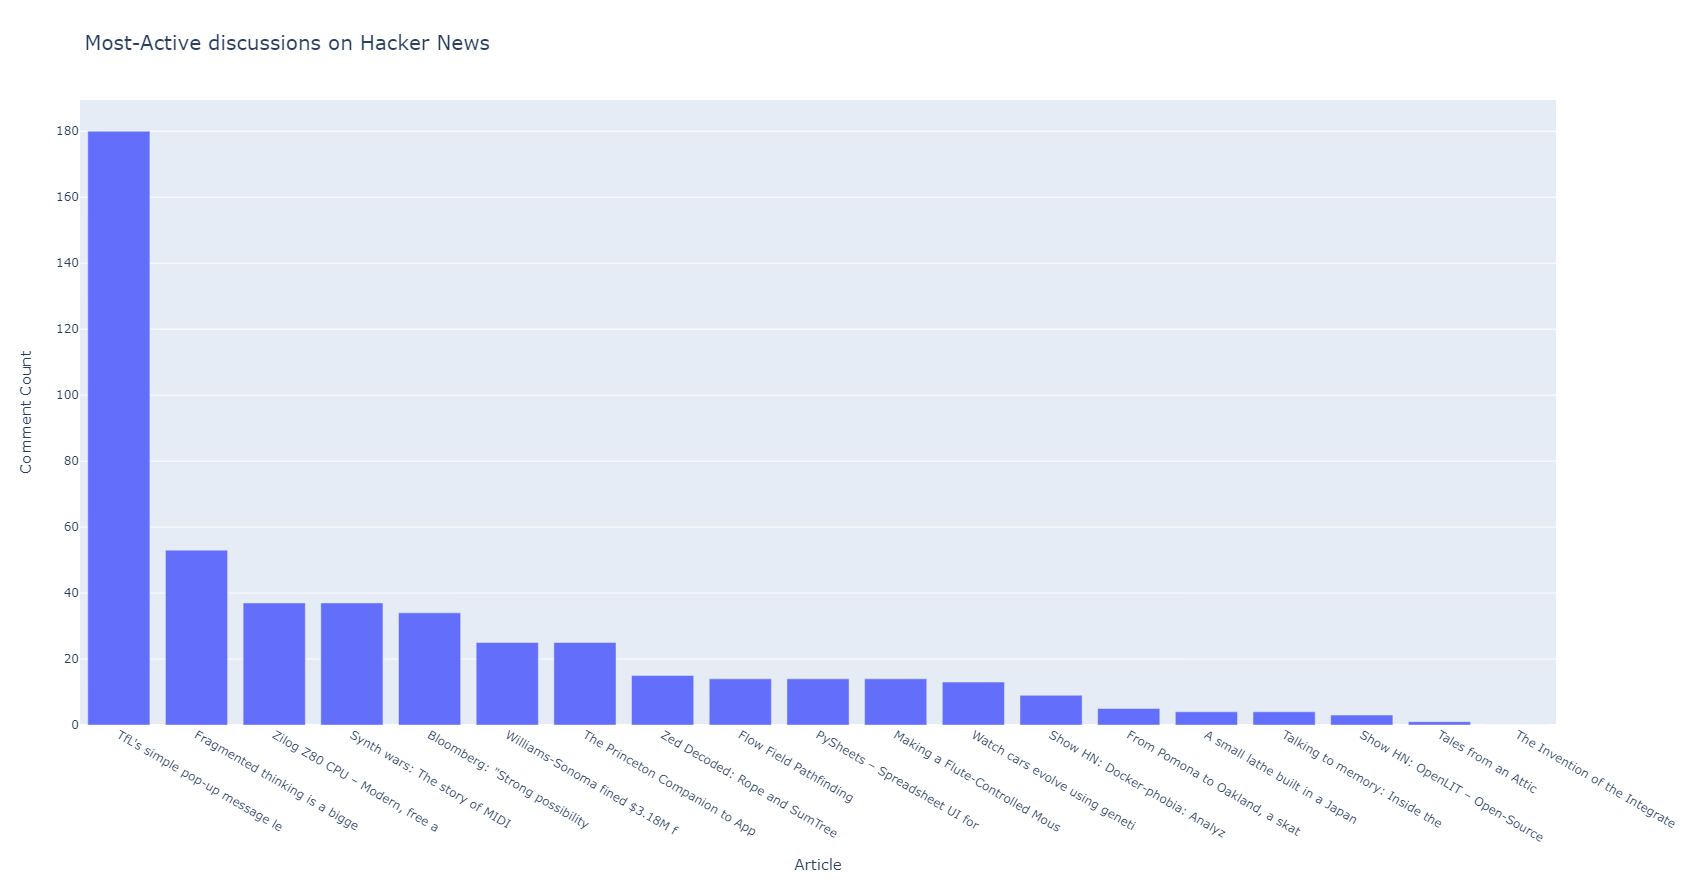 Most-Active discussions on Hacker News
180
160
140
120
100
80
60
40
20
0
Comment Count
TfL's simple pop-up message le
Fragmented thinking is a bigge
Zilog Z80 CPU – Modern, free a
Synth wars: The story of MIDI
Bloomberg: "Strong possibility
Williams-Sonoma fined $3.18M f
The Princeton Companion to App
Zed Decoded: Rope and SumTree
Flow Field Pathfinding
PySheets – Spreadsheet UI for
Making a Flute-Controlled Mous
Watch cars evolve using geneti
Show HN: Docker-phobia: Analyz
From Pomona to Oakland, a skat
A small lathe built in a Japan
Talking to memory: Inside the
Show HN: OpenLIT – Open-Source
Tales from an Attic
The Invention of the Integrate
Article